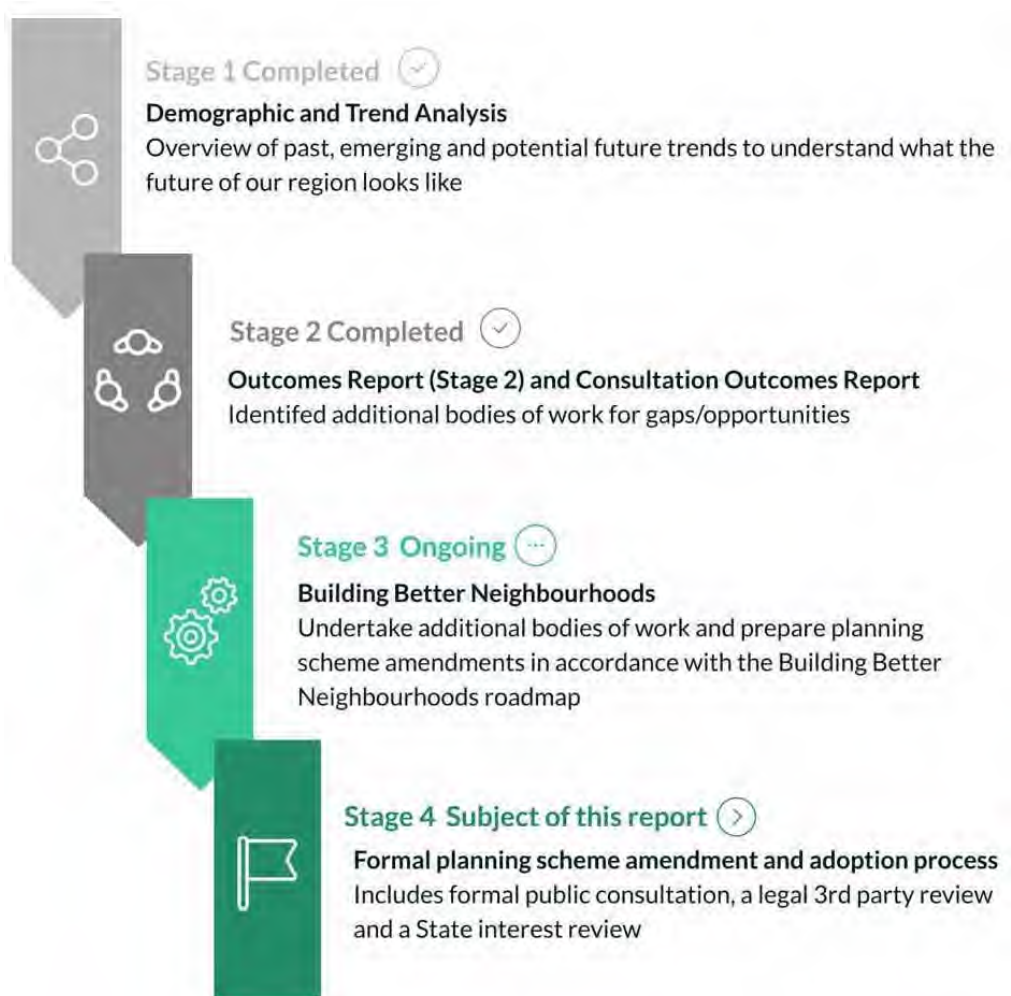 Stage 1 Completed
Demographic and Trend Analysis
Overview of past, emerging and potential future trends to understand what the
future of our region looks like
Stage 2 Completed
Outcomes Report (Stage 2) and Consultation Outcomes Report
Identifed additional bodies of work for gaps/opportunities
Stage 3 Ongoing
Building Better Neighbourhoods
Undertake additional bodies of work and prepare planning
scheme amendments in accordance with the Building Better
Neighbourhoods roadmap
Stage 4 Subject of this report
Formal planning scheme amendment and adoption process
Includes formal public consultation, a legal 3rd party review
and a State interest review